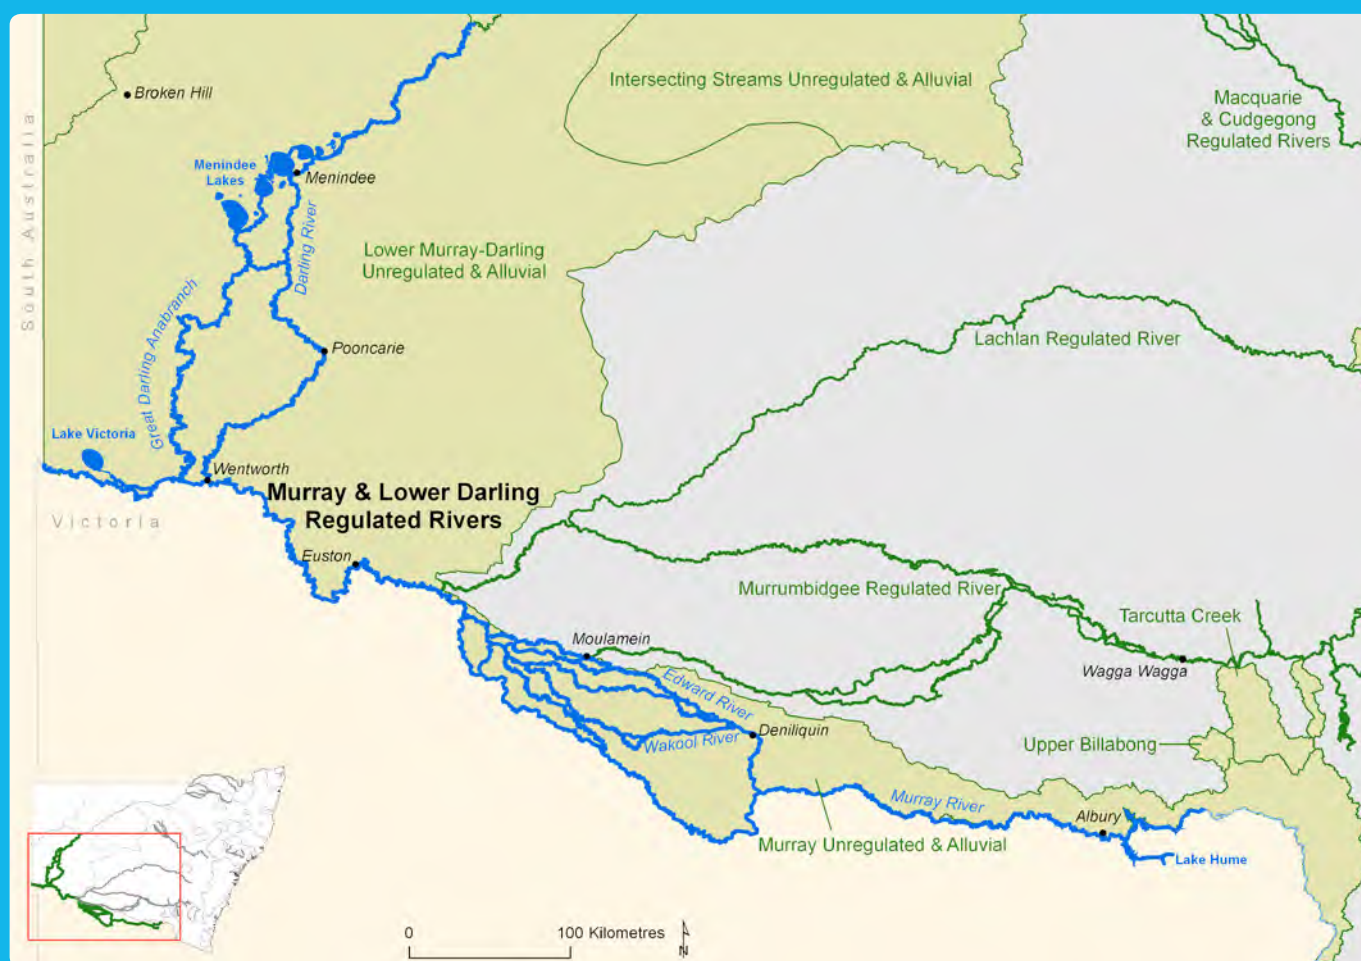 Broken Hill
Intersecting Streams Unregulated & Alluvial
Macquarie
& Cudgegong
Regulated Rivers
South Australia
Menindee
Lakes
Menindee
Darling River
Lower Murray-Darling
Unregulated & Alluvial
Great Darling Anabranch
Pooncarie
Lachlan Regulated River
Lake Victoria
Wentworth
Murray & Lower Darling
Regulated Rivers
Victoria
Euston
Murrumbidgee Regulated River
Tarcutta Creek
Moulamein
Wagga Wagga
Edward River
Deniliquin
Wakool River
Upper Billabong
Murray River
Albury
Murray Unregulated & Alluvial
Lake Hume
0
100 Kilometres
N